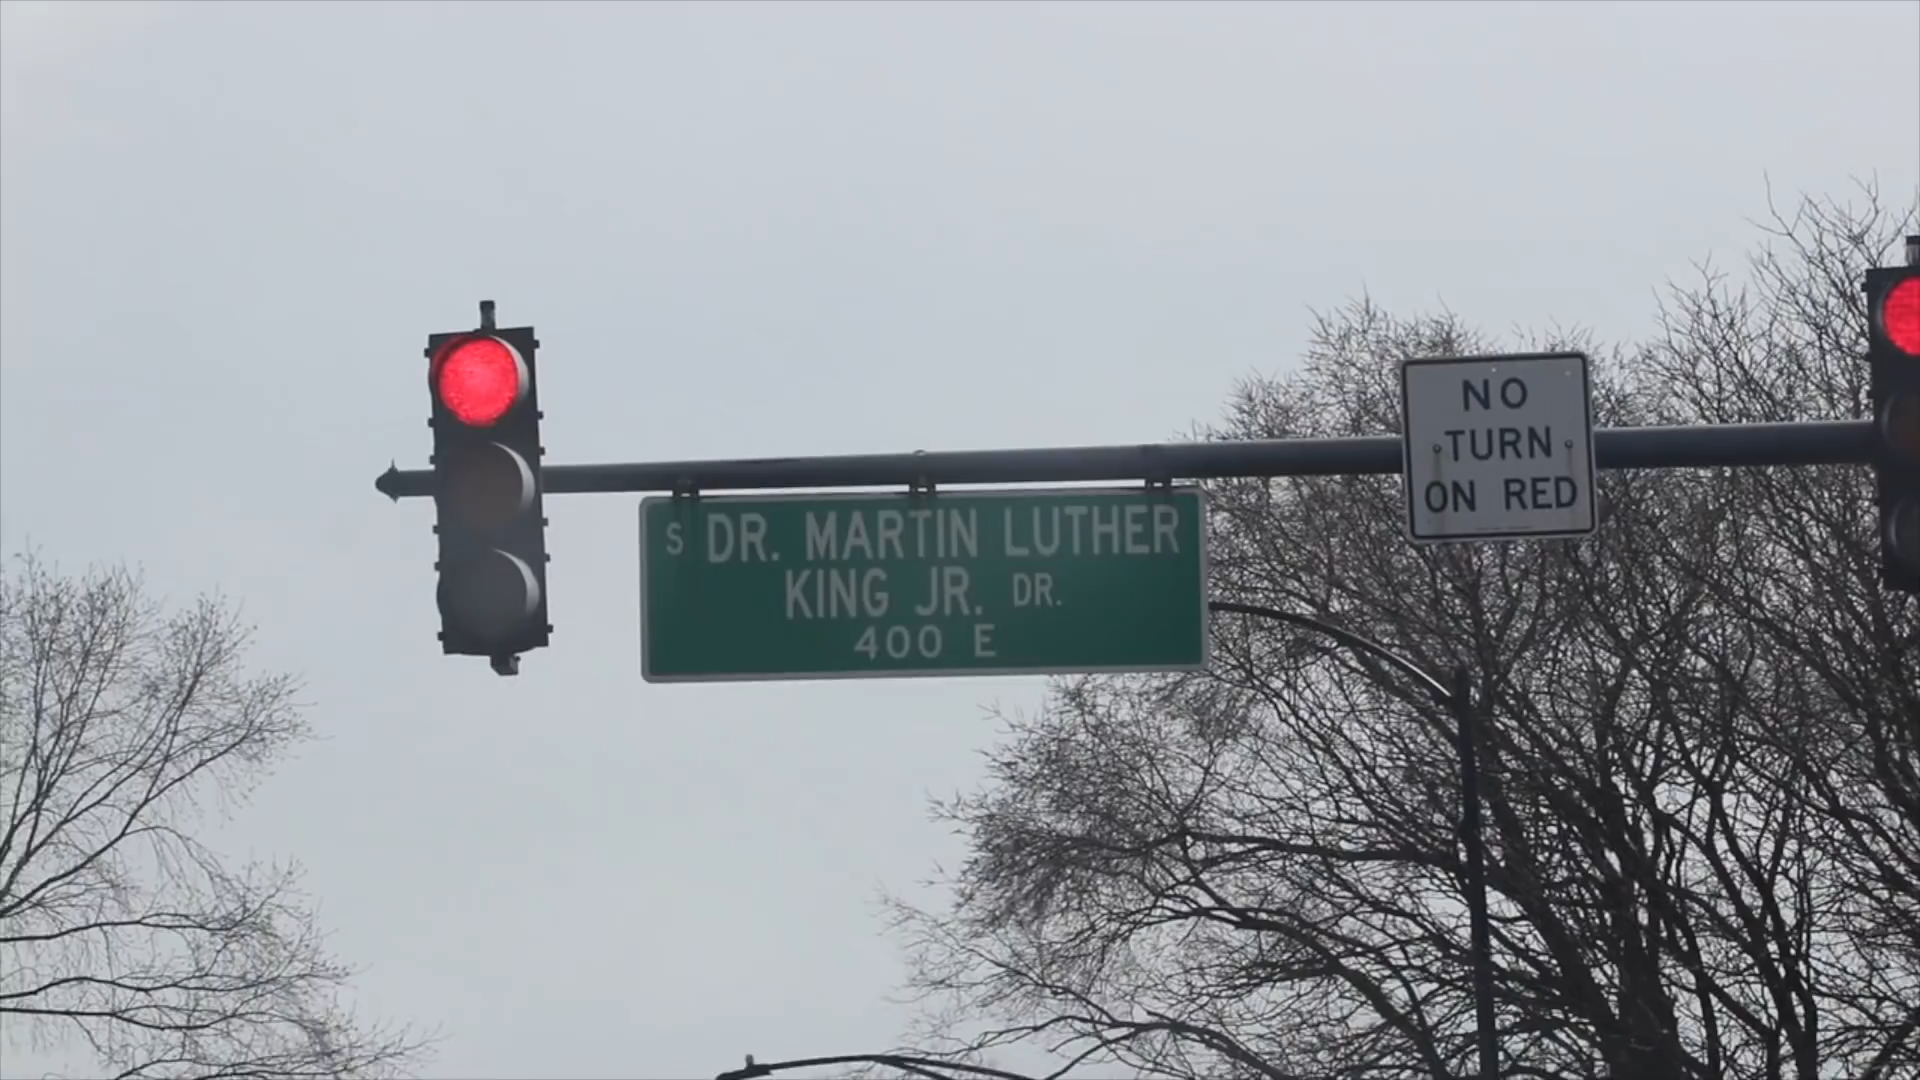 S DR. MARTIN LUTHER
KING JR. DR.
400 E
NO
TURN
ON RED